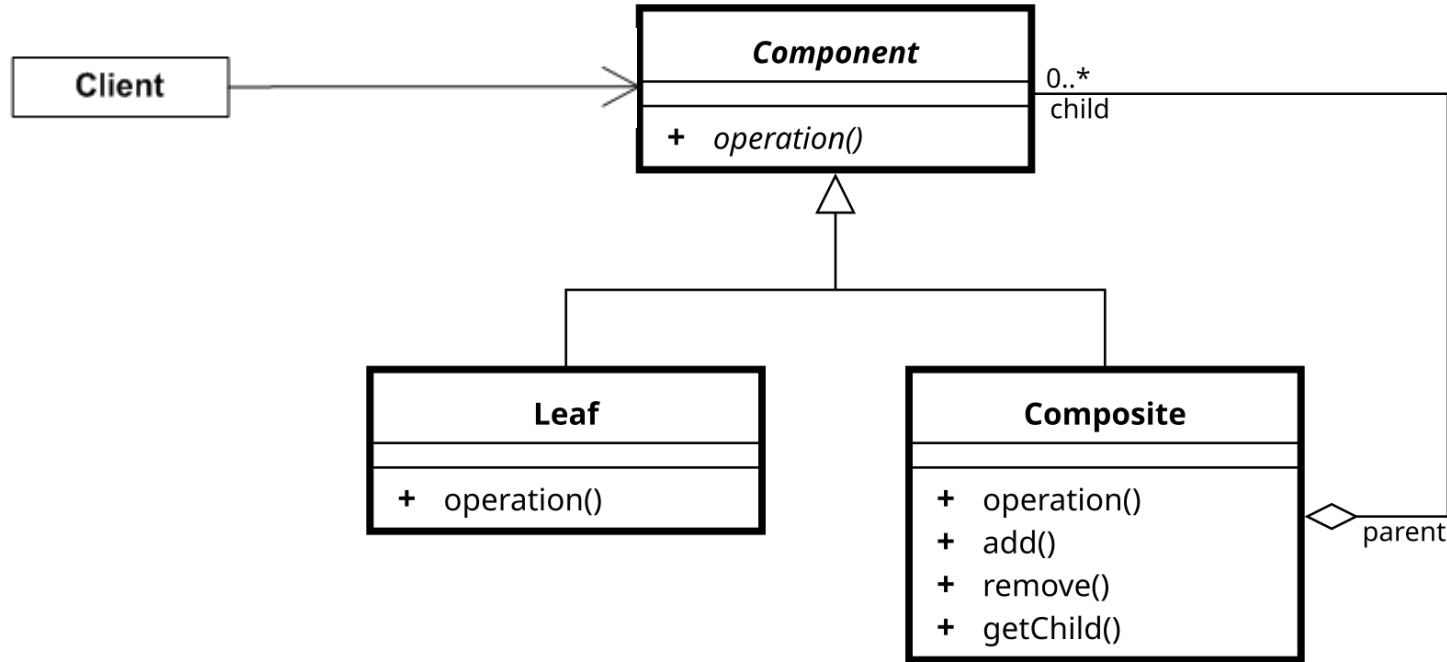 Client
Component
+ operation()
0..*
child
Leaf
+ operation()
Composite
+ operation()
+ add()
+ remove()
+ getChild()
parent